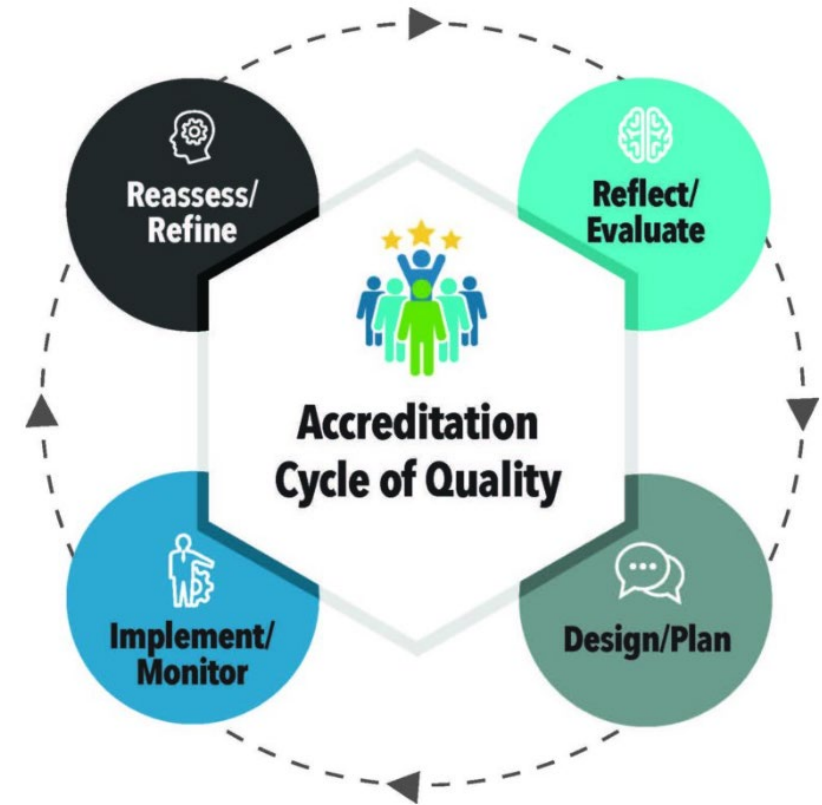 Reassess/
Refine
Reflect/
Evaluate
Accreditation
Cycle of Quality
Implement/
Monitor
Design/Plan